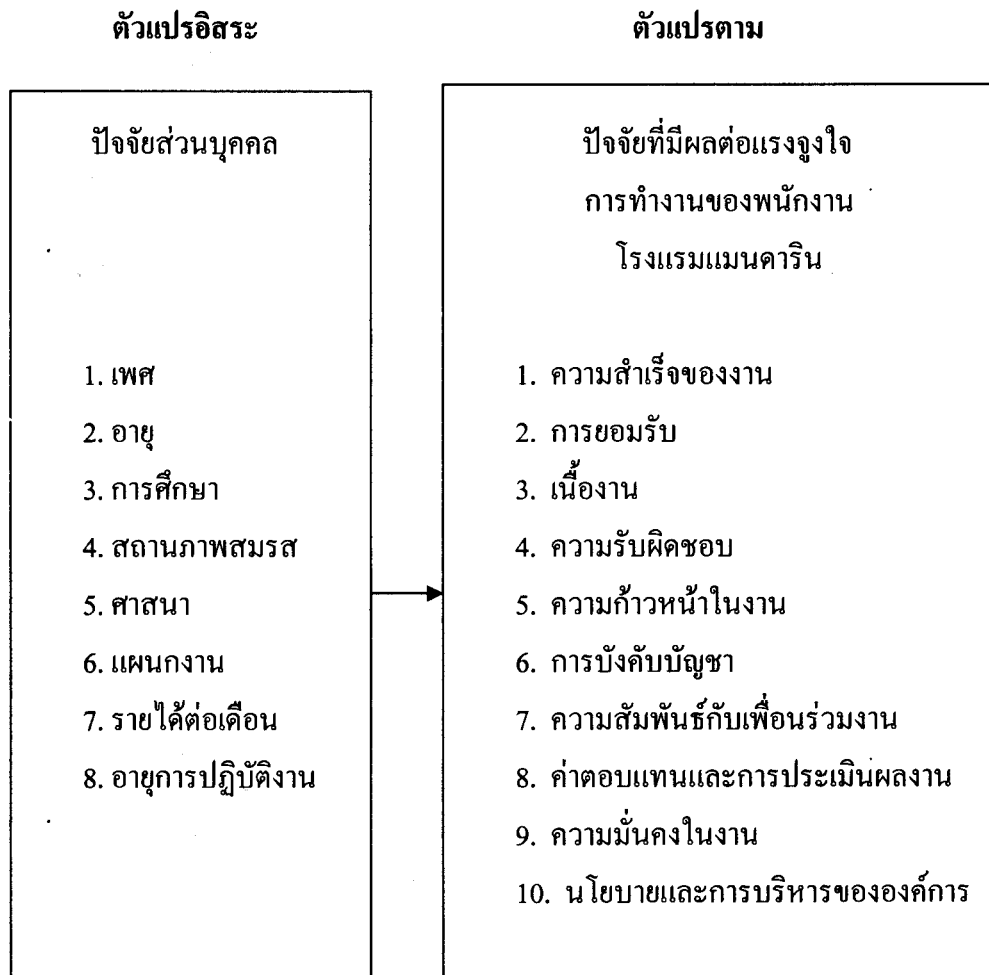 ตัวแปรอิสระ
ตัวแปรตาม
ปัจจัยส่วนบุคคล
1. เพศ
2. อายุ
3. การศึกษา
4. สถานภาพสมรส
5. ศาสนา
6. แผนกงาน
7. รายได้ต่อเดือน
8. อายุการปฏิบัติงาน
ปัจจัยที่มีผลต่อแรงจูงใจ
การทำงานของพนักงาน
โรงแรมแมนดาริน
1. ความสำเร็จของงาน
2. การยอมรับ
3. เนื้องาน
4. ความรับผิดชอบ
5. ความก้าวหน้าในงาน
6. การบังคับบัญชา
7. ความสัมพันธ์กับเพื่อนร่วมงาน
8. ค่าตอบแทนและการประเมินผลงาน
9. ความมั่นคงในงาน
10. นโยบายและการบริหารขององค์การ